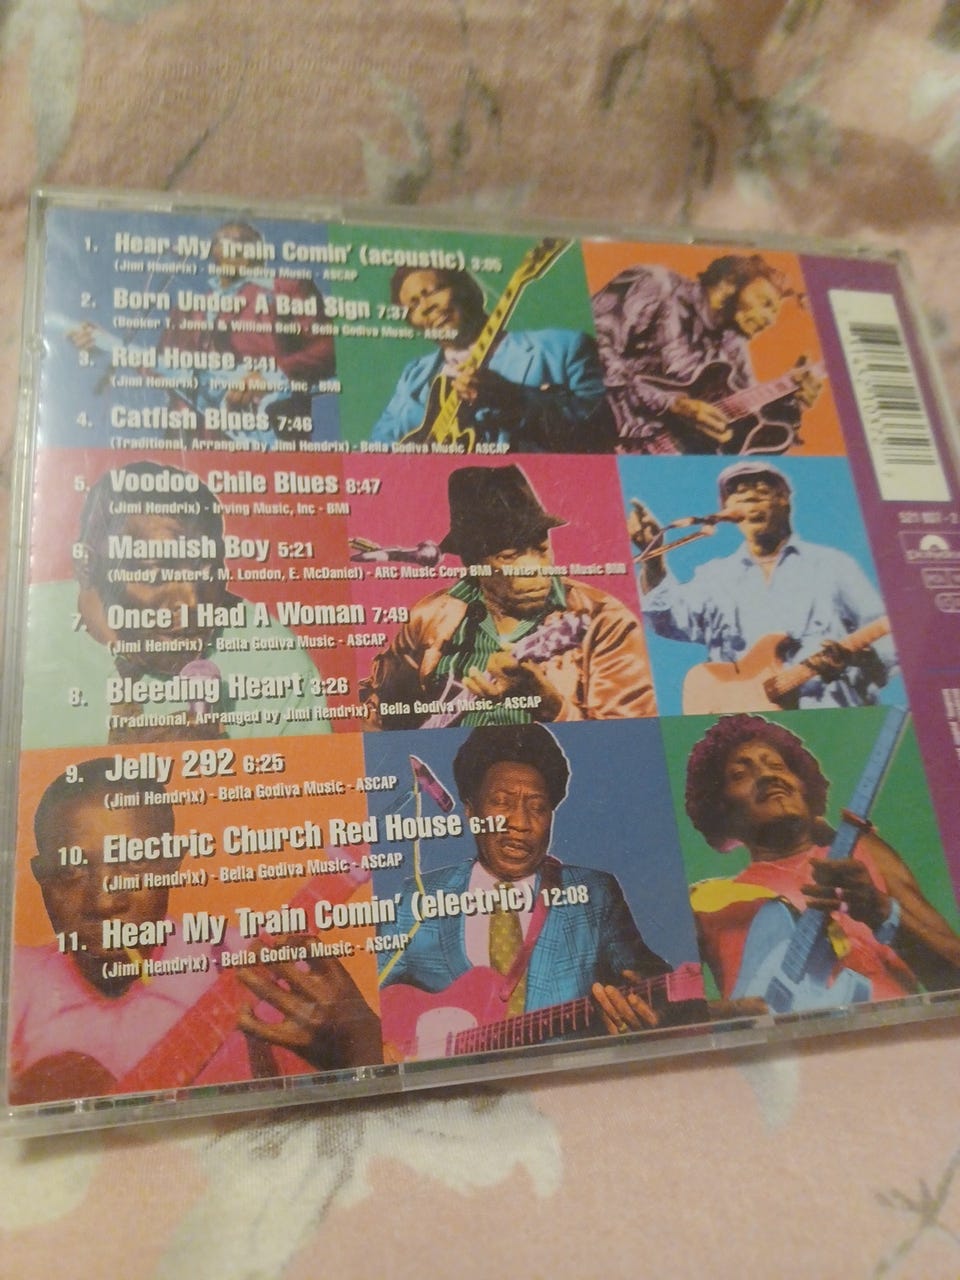 1. Hear My Train Comin' (acoustic) 3:05
(Jimi Hendrix) - Bella Godiva Music - ASCAP
2. Born Under A Bad Sign 7:37
(Booker T. Jones & William Bell) - Bella Godiva Music - ASCAP
3. Red House 3:41
(Jimi Hendrix) - Irving Music, Inc - BMI
4. Catfish Blues 7:46
(Traditional, Arranged by Jimi Hendrix) - Bella Godiva Music - ASCAP
5. Voodoo Chile Blues 8:47
(Jimi Hendrix) - Irving Music, Inc - BMI
6. Mannish Boy 5:21
(Muddy Waters, M. London, E. McDaniel) - ARC Music Corp BMI - Watertoons Music BMI
7. Once I Had A Woman 7:49
(Jimi Hendrix) - Bella Godiva Music - ASCAP
8. Bleeding Heart 3:26
(Traditional, Arranged by Jimi Hendrix) - Bella Godiva Music - ASCAP
9. Jelly 292 6:25
(Jimi Hendrix) - Bella Godiva Music - ASCAP
10. Electric Church Red House 6:12
(Jimi Hendrix) - Bella Godiva Music - ASCAP
11. Hear My Train Comin' (electric) 12:08
(Jimi Hendrix) - Bella Godiva Music - ASCAP